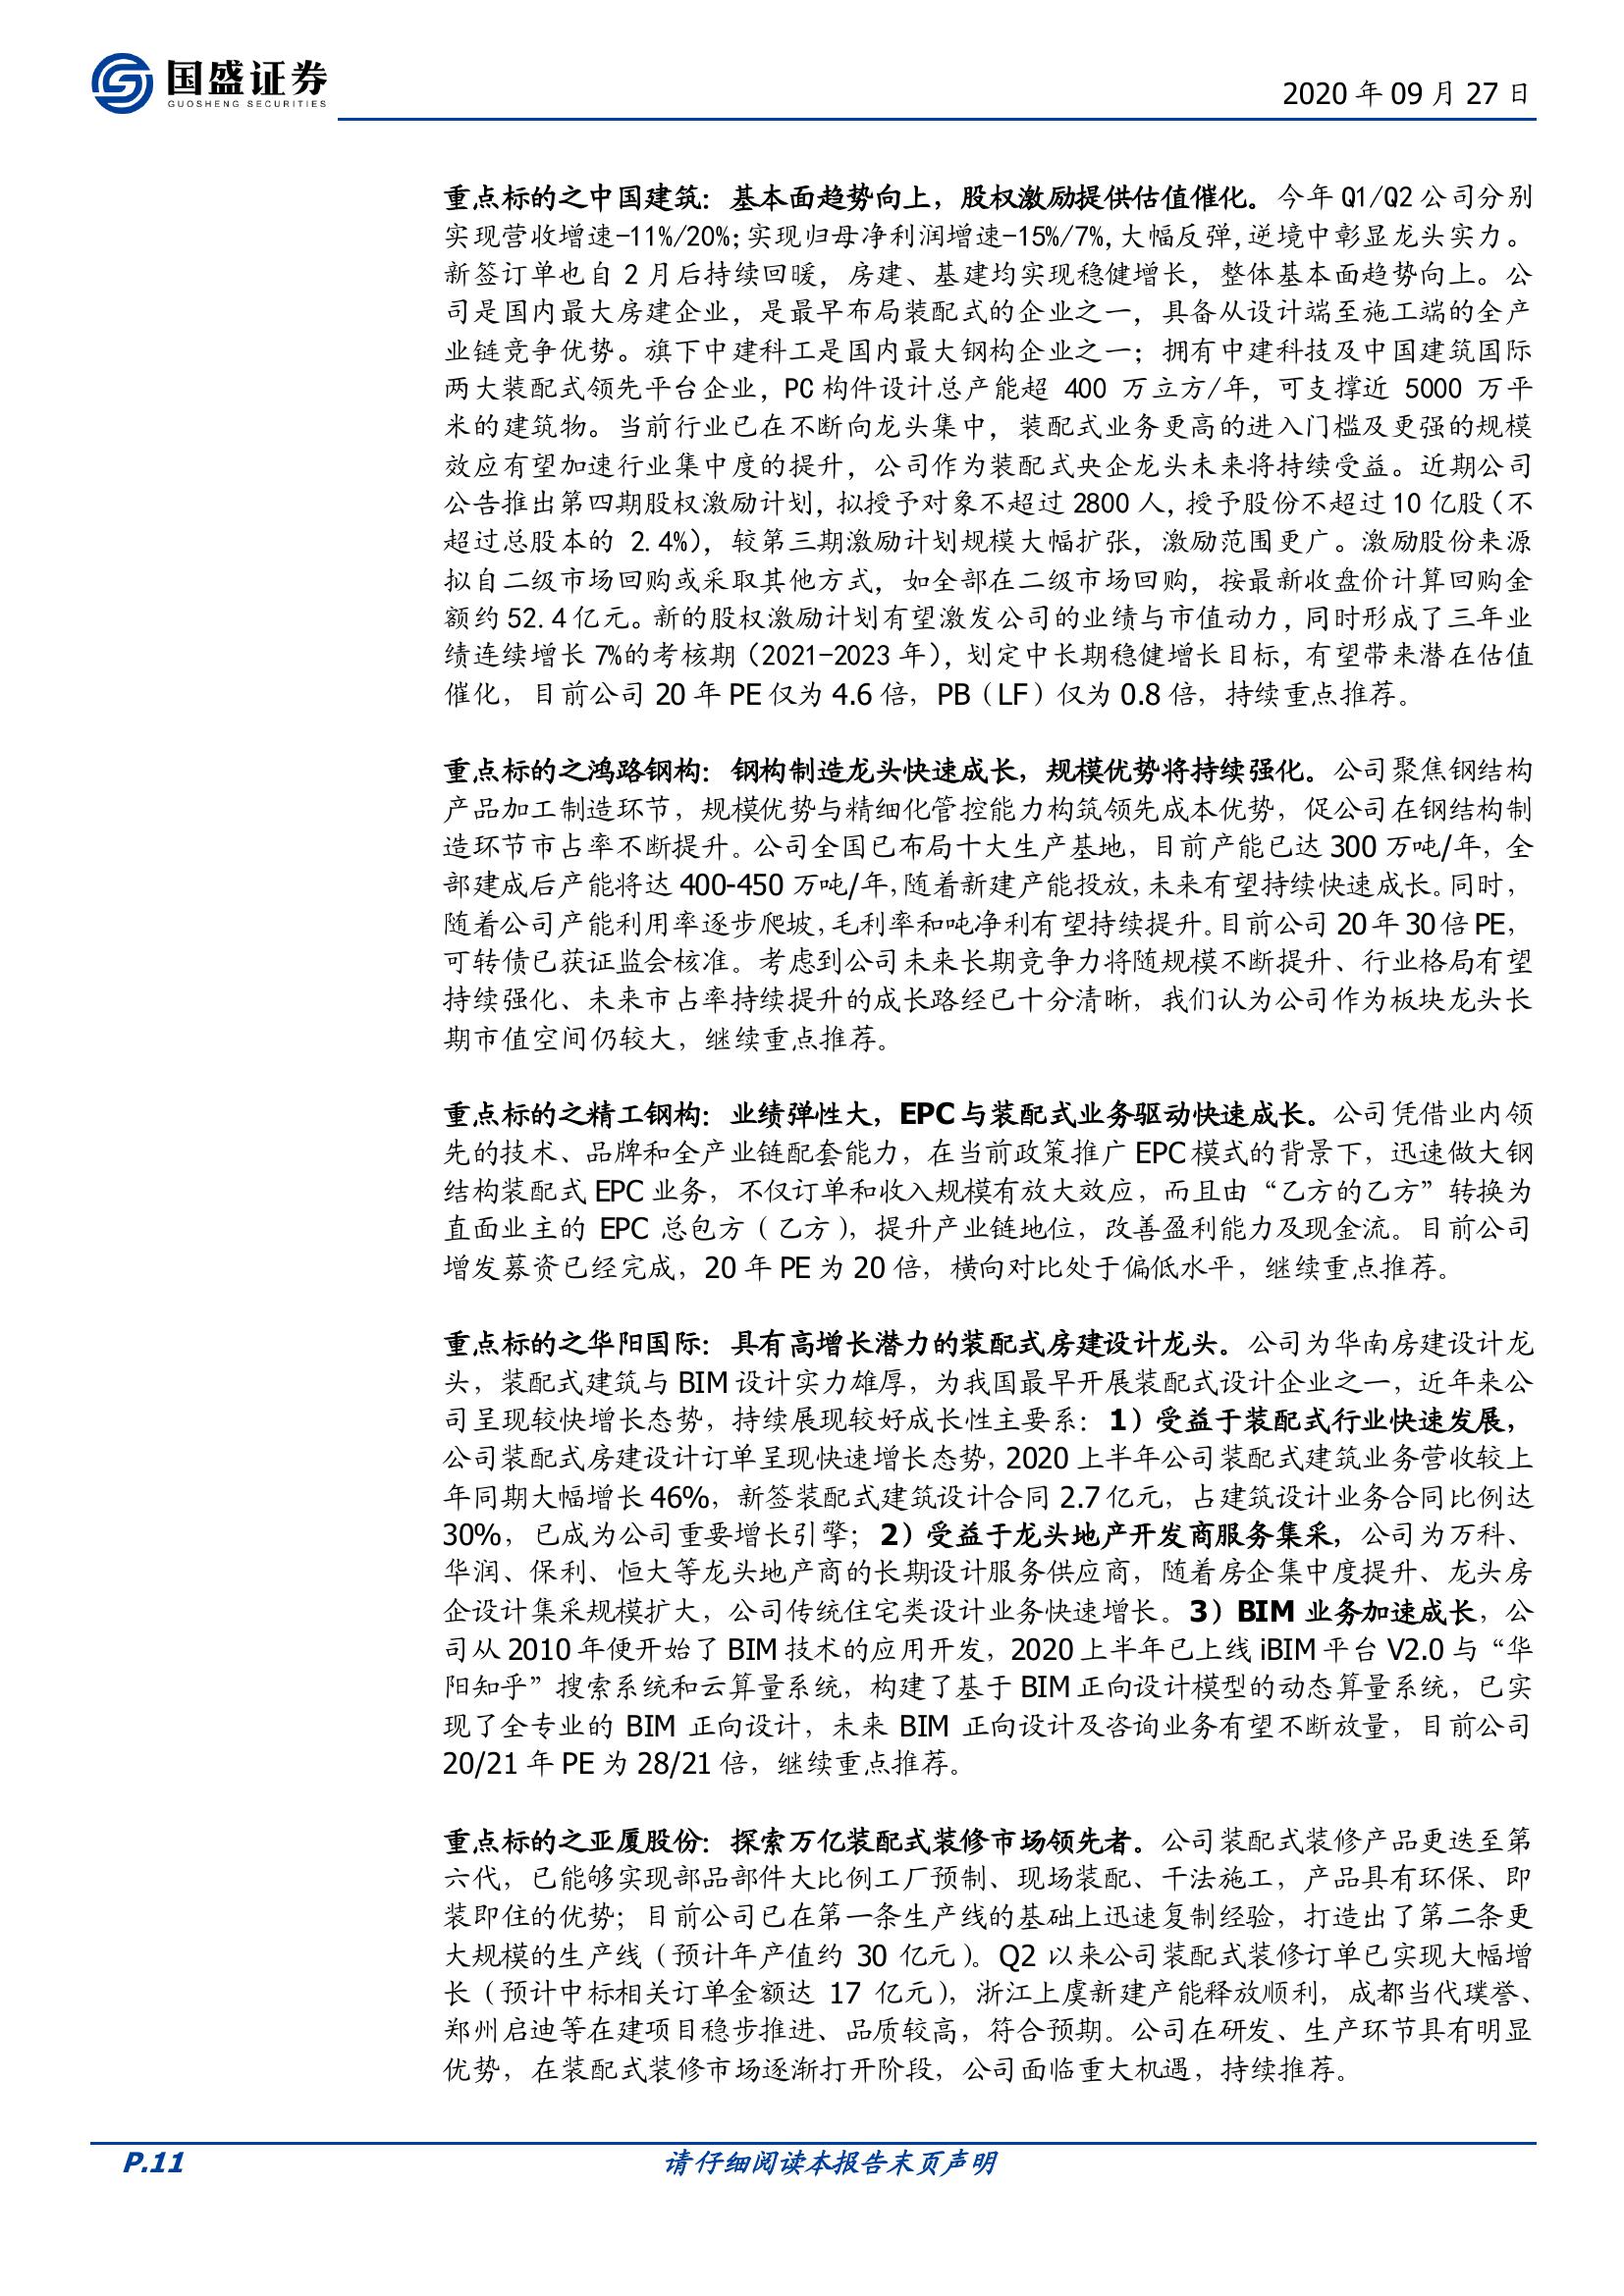 国盛证券
GUOSHENG SECURITIES
2020 年 09 月 27 日
重点标的之中国建筑：基本面趋势向上，股权激励提供估值催化。今年 Q1/Q2 公司分别
实现营收增速-11%/20%；实现归母净利润增速-15%/7%，大幅反弹，逆境中彰显龙头实力。
新签订单也自 2 月后持续回暖，房建、基建均实现稳健增长，整体基本面趋势向上。公
司是国内最大房建企业，是最早布局装配式的企业之一，具备从设计端至施工端的全产
业链竞争优势。旗下中建科工是国内最大钢构企业之一；拥有中建科技及中国建筑国际
两大装配式领先平台企业，PC 构件设计总产能超 400 万立方/年，可支撑近 5000 万平
米的建筑物。当前行业已在不断向龙头集中，装配式业务更高的进入门槛及更强的规模
效应有望加速行业集中度的提升，公司作为装配式央企龙头未来将持续受益。近期公司
公告推出第四期股权激励计划，拟授予对象不超过 2800 人，授予股份不超过 10 亿股（不
超过总股本的 2.4%），较第三期激励计划规模大幅扩张，激励范围更广。激励股份来源
拟自二级市场回购或采取其他方式，如全部在二级市场回购，按最新收盘价计算回购金
额约 52.4 亿元。新的股权激励计划有望激发公司的业绩与市值动力，同时形成了三年业
绩连续增长 7%的考核期（2021-2023 年），划定中长期稳健增长目标，有望带来潜在估值
催化，目前公司 20 年 PE 仅为 4.6 倍，PB（LF）仅为 0.8 倍，持续重点推荐。
重点标的之鸿路钢构：钢构制造龙头快速成长，规模优势将持续强化。公司聚焦钢结构
产品加工制造环节，规模优势与精细化管控能力构筑领先成本优势，促公司在钢结构制
造环节市占率不断提升。公司全国已布局十大生产基地，目前产能已达 300 万吨/年，全
部建成后产能将达 400-450 万吨/年，随着新建产能投放，未来有望持续快速成长。同时，
随着公司产能利用率逐步爬坡，毛利率和吨净利有望持续提升。目前公司 20 年 30 倍 PE，
可转债已获证监会核准。考虑到公司未来长期竞争力将随规模不断提升、行业格局有望
持续强化、未来市占率持续提升的成长路经已十分清晰，我们认为公司作为板块龙头长
期市值空间仍较大，继续重点推荐。
重点标的之精工钢构：业绩弹性大，EPC 与装配式业务驱动快速成长。公司凭借业内领
先的技术、品牌和全产业链配套能力，在当前政策推广 EPC 模式的背景下，迅速做大钢
结构装配式 EPC 业务，不仅订单和收入规模有放大效应，而且由“乙方的乙方”转换为
直面业主的 EPC 总包方（乙方），提升产业链地位，改善盈利能力及现金流。目前公司
增发募资已经完成，20 年 PE 为 20 倍，横向对比处于偏低水平，继续重点推荐。
重点标的之华阳国际：具有高增长潜力的装配式房建设计龙头。公司为华南房建设计龙
头，装配式建筑与 BIM 设计实力雄厚，为我国最早开展装配式设计企业之一，近年来公
司呈现较快增长态势，持续展现较好成长性主要系：1）受益于装配式行业快速发展，
公司装配式房建设计订单呈现快速增长态势，2020 上半年公司装配式建筑业务营收较上
年同期大幅增长 46%，新签装配式建筑设计合同 2.7 亿元，占建筑设计业务合同比例达
30%，已成为公司重要增长引擎；2）受益于龙头地产开发商服务集采，公司为万科、
华润、保利、恒大等龙头地产商的长期设计服务供应商，随着房企集中度提升、龙头房
企设计集采规模扩大，公司传统住宅类设计业务快速增长。3）BIM 业务加速成长，公
司从 2010 年便开始了 BIM 技术的应用开发，2020 上半年已上线 iBIM 平台 V2.0 与“华
阳知乎”搜索系统和云算量系统，构建了基于 BIM 正向设计模型的动态算量系统，已实
现了全专业的 BIM 正向设计，未来 BIM 正向设计及咨询业务有望不断放量，目前公司
20/21 年 PE 为 28/21 倍，继续重点推荐。
重点标的之亚厦股份：探索万亿装配式装修市场领先者。公司装配式装修产品更迭至第
六代，已能够实现部品部件大比例工厂预制、现场装配、干法施工，产品具有环保、即
装即住的优势；目前公司已在第一条生产线的基础上迅速复制经验，打造出了第二条更
大规模的生产线（预计年产值约 30 亿元）。Q2 以来公司装配式装修订单已实现大幅增
长（预计中标相关订单金额达 17 亿元），浙江上虞新建产能释放顺利，成都当代璞誉、
郑州启迪等在建项目稳步推进、品质较高，符合预期。公司在研发、生产环节具有明显
优势，在装配式装修市场逐渐打开阶段，公司面临重大机遇，持续推荐。
P.11
请仔细阅读本报告末页声明